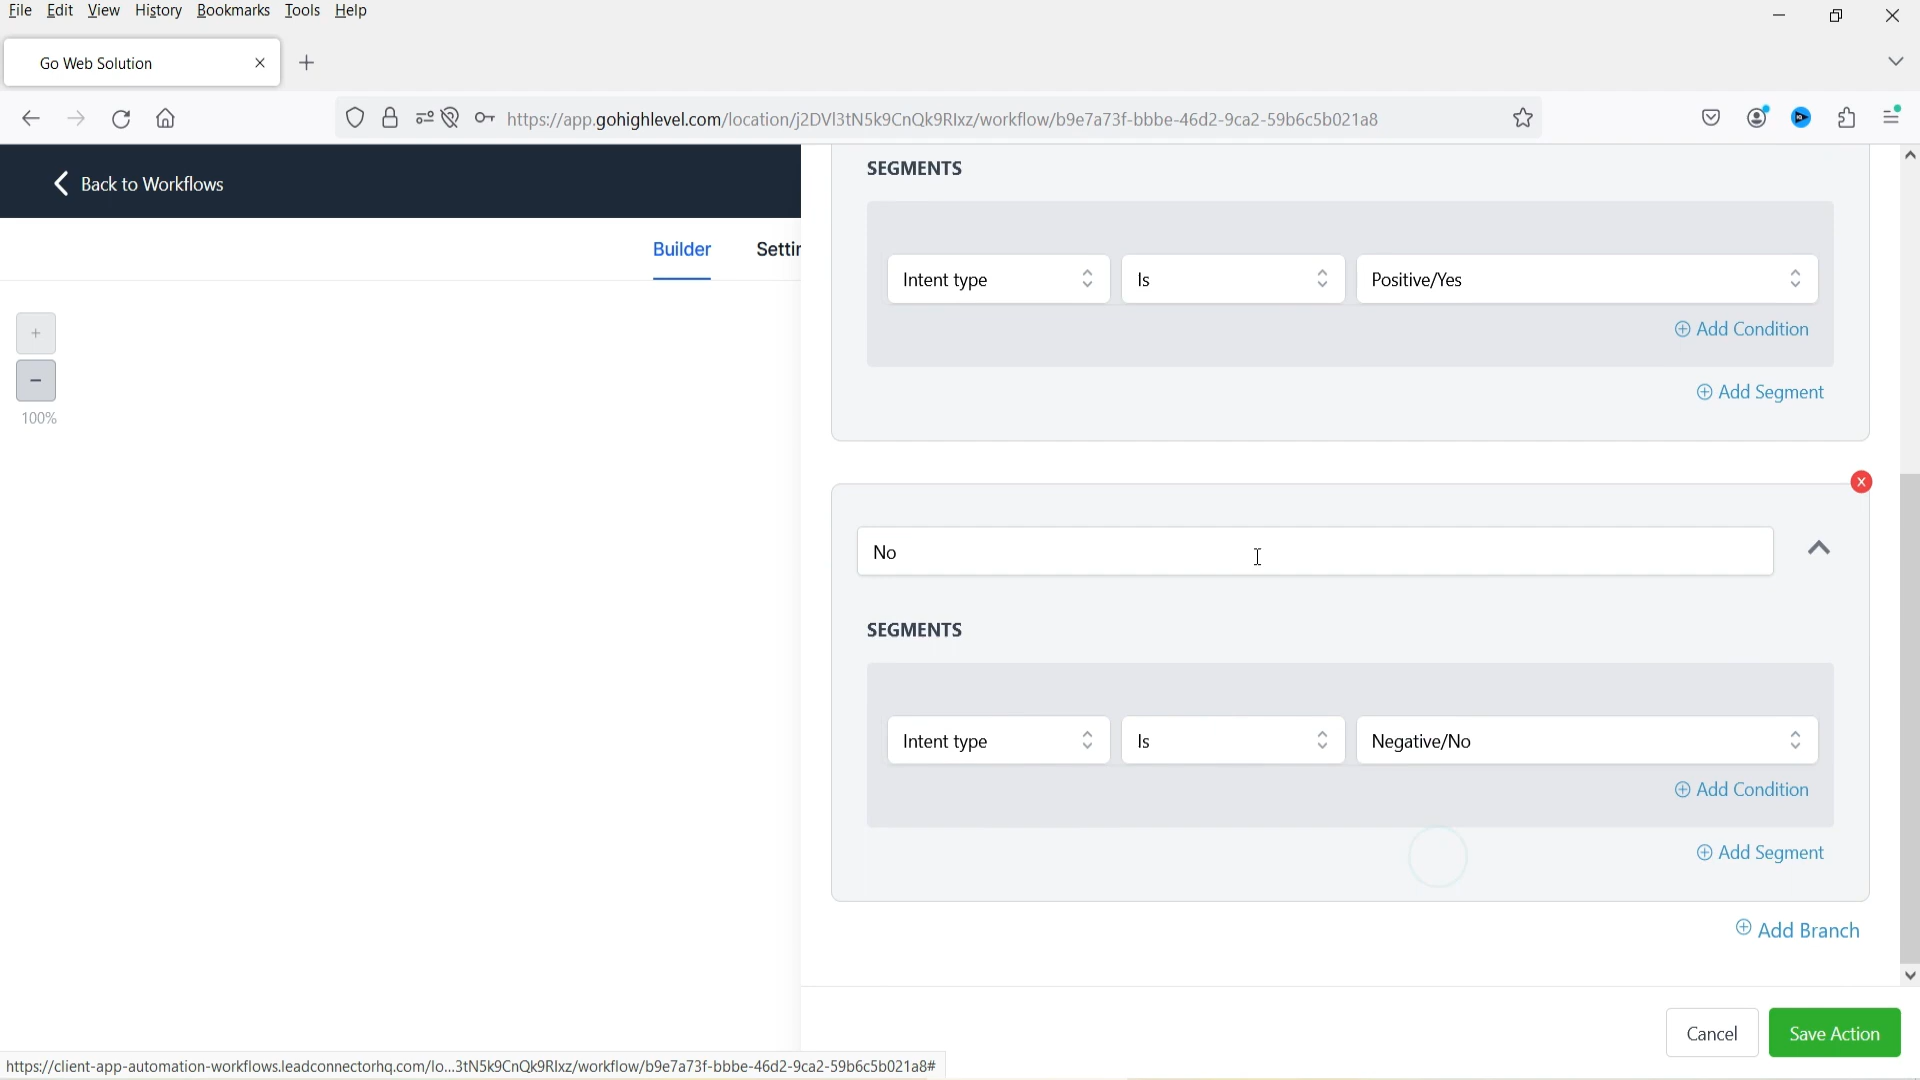 File Edit View History Bookmarks Tools Help
Go Web Solution
https://app.gohighlevel.com/location/j2DVl3tN5k9CnQk9RIxz/workflow/b9e7a73f-bbbe-46d2-9ca2-59b6c5b021a8
Back to Workflows
Builder Settin
100%
SEGMENTS
Intent type Is Positive/Yes
Add Condition
Add Segment
No
SEGMENTS
Intent type Is Negative/No
Add Condition
Add Segment
Add Branch
Cancel Save Action
https://client-app-automation-workflows.leadconnectorhq.com/lo...3tN5k9CnQk9RIxz/workflow/b9e7a73f-bbbe-46d2-9ca2-59b6c5b021a8#